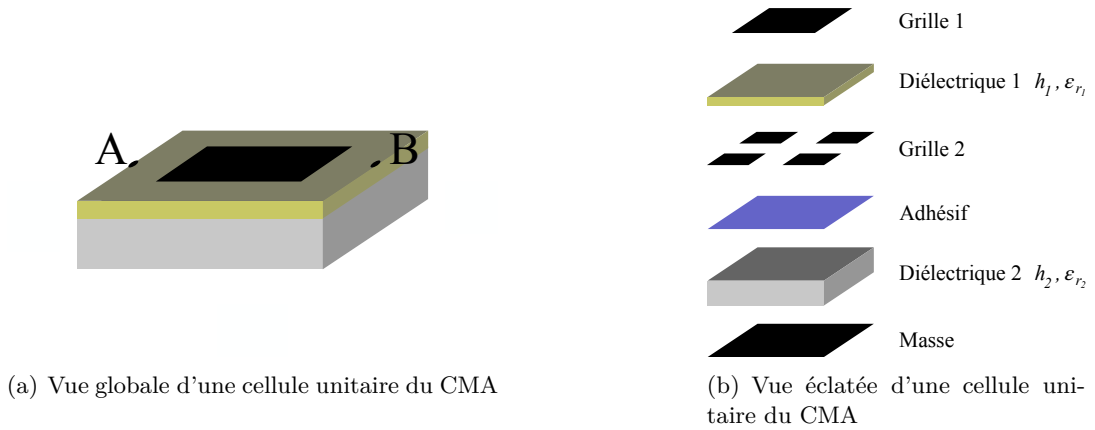 A
B
Grille 1
Diélectrique 1 h₁, εr₁
Grille 2
Adhésif
Diélectrique 2 h₂, εr₂
Masse
(a) Vue globale d'une cellule unitaire du CMA
(b) Vue éclatée d'une cellule uni-
taire du CMA